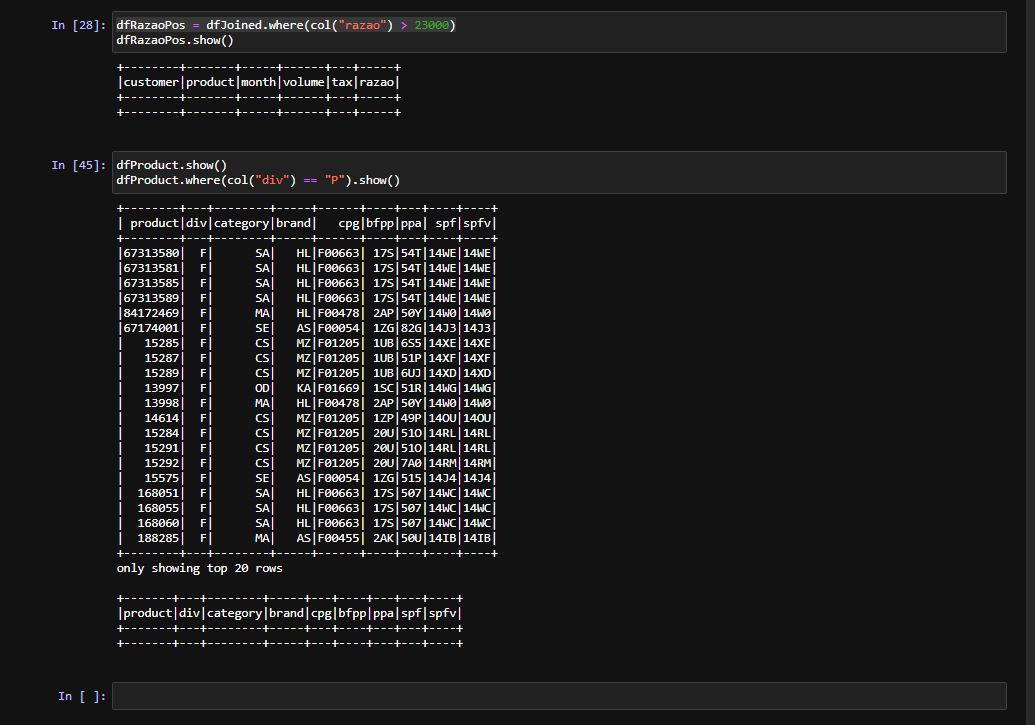 In [28]: dfRazaoPos = dfJoined.where(col("razao") > 23000)
dfRazaoPos.show()
+--------+-------+-----+------+---+-----+
|customer|product|month|volume|tax|razao|
+--------+-------+-----+------+---+-----+
+--------+-------+-----+------+---+-----+
In [45]: dfProduct.show()
dfProduct.where(col("div") == "P").show()
+--------+---+--------+-----+------+----+---+----+----+
| product|div|category|brand|   cpg|bfpp|ppa| spf|spfv|
+--------+---+--------+-----+------+----+---+----+----+
|67313580|  F|      SA|   HL|F00663| 17S|54T|14WE|14WE|
|67313581|  F|      SA|   HL|F00663| 17S|54T|14WE|14WE|
|67313585|  F|      SA|   HL|F00663| 17S|54T|14WE|14WE|
|67313589|  F|      SA|   HL|F00663| 17S|54T|14WE|14WE|
|84172469|  F|      MA|   HL|F00478| 2AP|50Y|14W0|14W0|
|67174001|  F|      SE|   AS|F00054| 1ZG|82G|14J3|14J3|
|   15285|  F|      CS|   MZ|F01205| 1UB|6S5|14XE|14XE|
|   15287|  F|      CS|   MZ|F01205| 1UB|51P|14XF|14XF|
|   15289|  F|      CS|   MZ|F01205| 1UB|6UJ|14XD|14XD|
|   13997|  F|      OD|   KA|F01669| 1SC|51R|14WG|14WG|
|   13998|  F|      MA|   HL|F00478| 2AP|50Y|14W0|14W0|
|   14614|  F|      CS|   MZ|F01205| 1ZP|49P|14OU|14OU|
|   15284|  F|      CS|   MZ|F01205| 20U|51O|14RL|14RL|
|   15291|  F|      CS|   MZ|F01205| 20U|51O|14RL|14RL|
|   15292|  F|      CS|   MZ|F01205| 20U|7A0|14RM|14RM|
|   15575|  F|      SE|   AS|F00054| 1ZG|515|14J4|14J4|
|  168051|  F|      SA|   HL|F00663| 17S|507|14WC|14WC|
|  168055|  F|      SA|   HL|F00663| 17S|507|14WC|14WC|
|  168060|  F|      SA|   HL|F00663| 17S|507|14WC|14WC|
|  188285|  F|      MA|   AS|F00455| 2AK|50U|14IB|14IB|
+--------+---+--------+-----+------+----+---+----+----+
only showing top 20 rows
+-------+---+--------+-----+---+----+---+---+----+
|product|div|category|brand|cpg|bfpp|ppa|spf|spfv|
+-------+---+--------+-----+---+----+---+---+----+
+-------+---+--------+-----+---+----+---+---+----+
In [ ]: